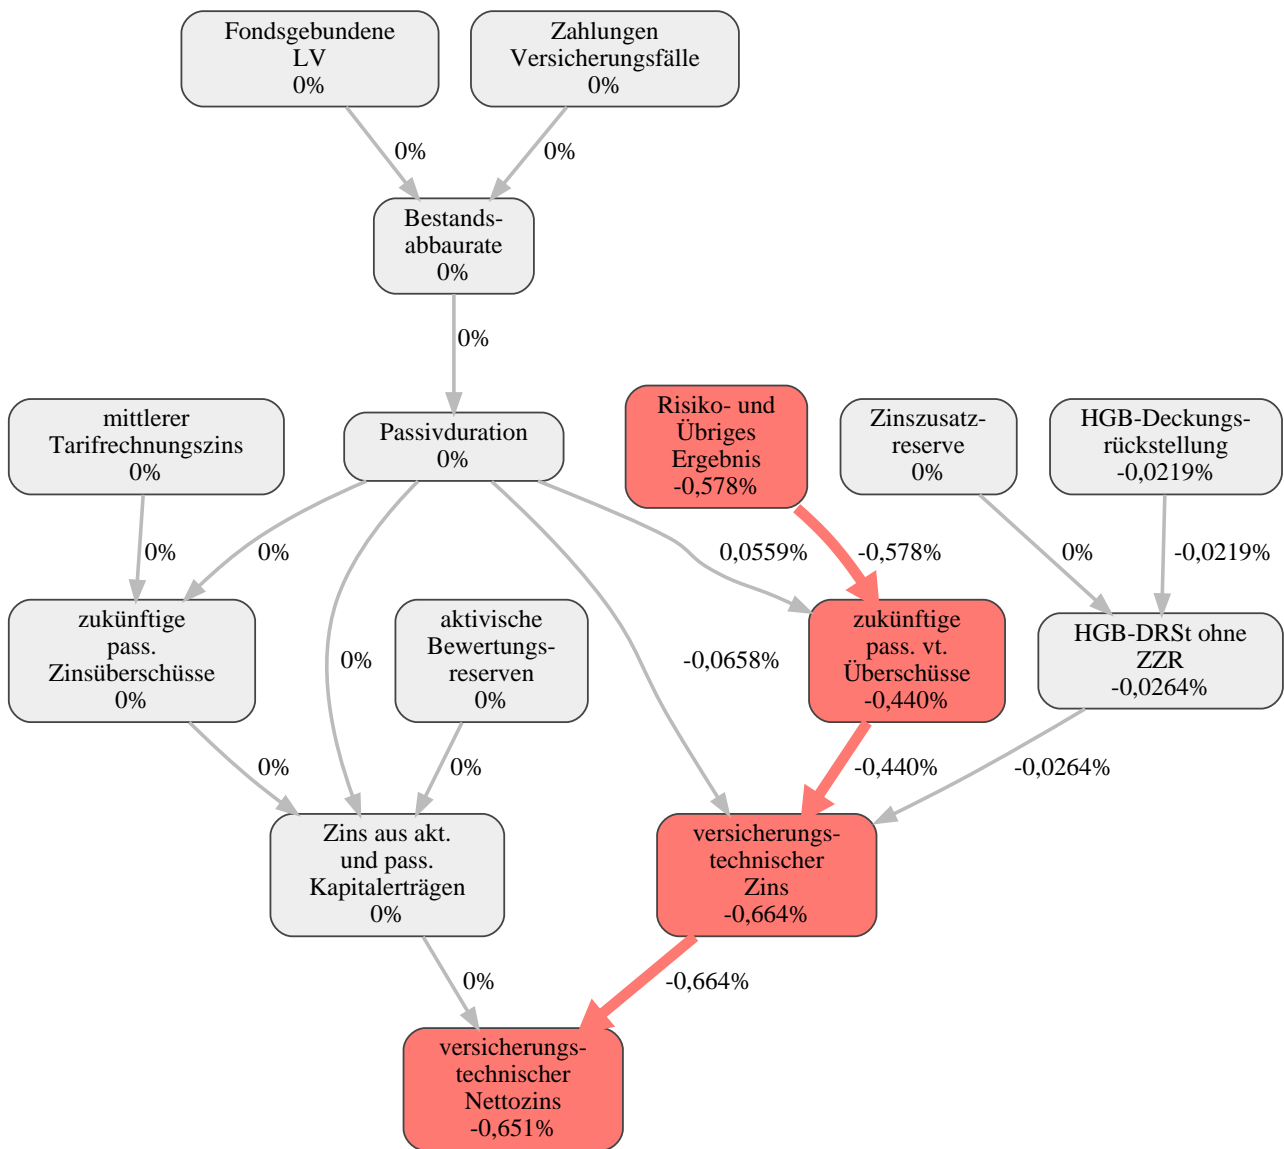 Fondsgebundene
LV
0%
Zahlungen
Versicherungsfälle
0%
0%
0%
Bestands-
abbaurate
0%
0%
mittlerer
Tarifrechnungszins
0%
Passivduration
0%
Risiko- und
Übriges
Ergebnis
-0,578%
Zinszusatz-
reserve
0%
HGB-Deckungs-
rückstellung
-0,0219%
0%
0%
0,0559%
-0,578%
0%
-0,0219%
zukünftige
pass.
Zinsüberschüsse
0%
0%
aktivische
Bewertungs-
reserven
0%
-0,0658%
zukünftige
pass. vt.
Überschüsse
-0,440%
HGB-DRSt ohne
ZZR
-0,0264%
0%
0%
-0,440%
-0,0264%
Zins aus akt.
und pass.
Kapitalerträgen
0%
versicherungs-
technischer
Zins
-0,664%
0%
-0,664%
versicherungs-
technischer
Nettozins
-0,651%